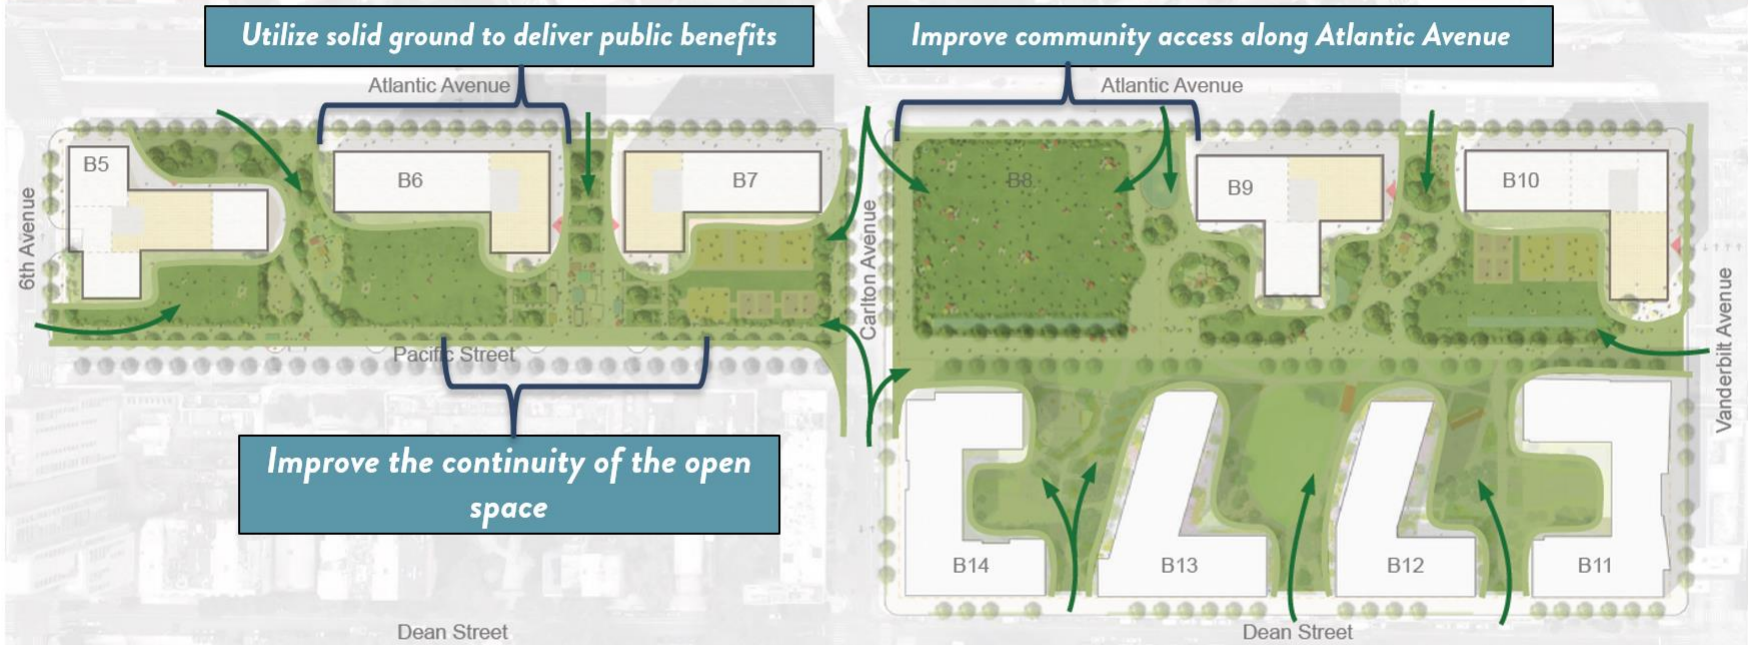 Utilize solid ground to deliver public benefits
Improve community access along Atlantic Avenue
Atlantic Avenue
Atlantic Avenue
B5
B6
B7
B8
B9
B10
6th Avenue
Carlton Avenue
Vanderbilt Avenue
Pacific Street
Improve the continuity of the open
space
B14
B13
B12
B11
Dean Street
Dean Street